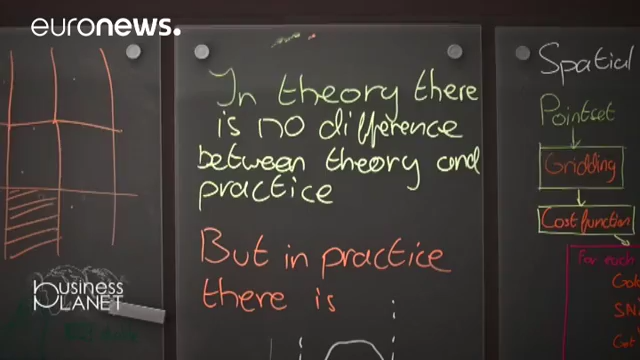 euronews.
In theory there
is no difference
between theory and
practice
But in practice
there is
Spatial
Pointset
Gridding
Cost function
For each
business
PLANET